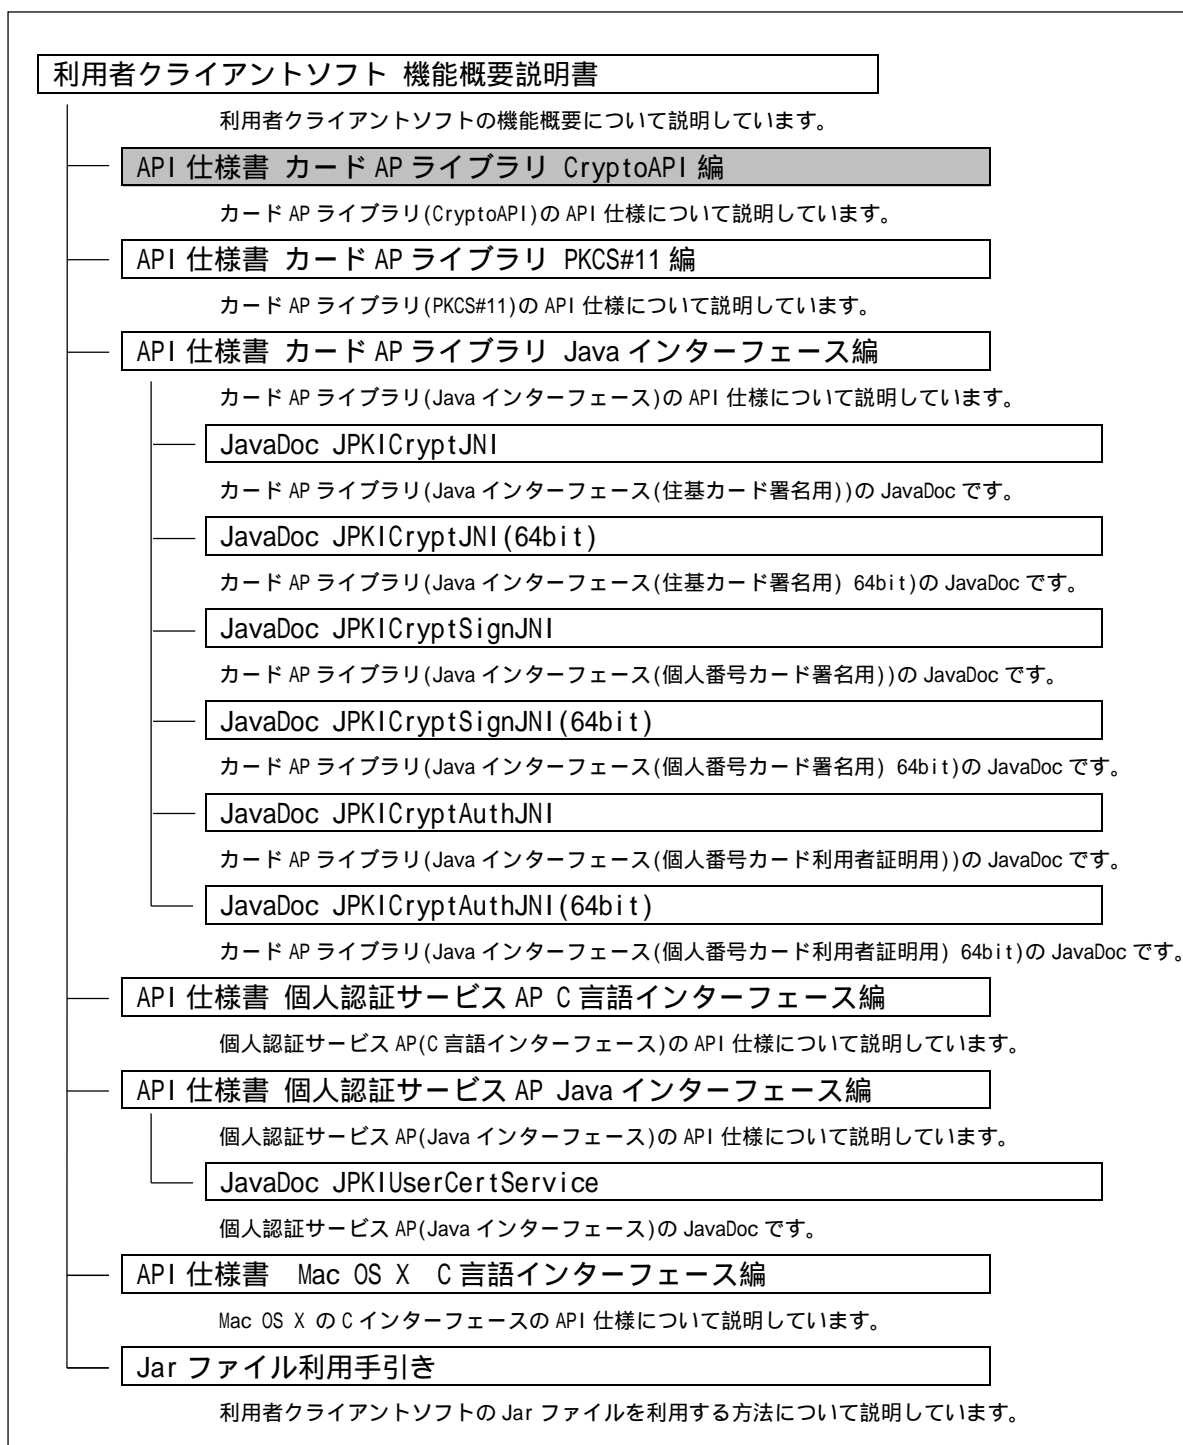 利用者クライアントソフト 機能概要説明書
利用者クライアントソフトの機能概要について説明しています。
API 仕様書 カード AP ライブラリ CryptoAPI 編
カード AP ライブラリ(CryptoAPI)の API 仕様について説明しています。
API 仕様書 カード AP ライブラリ PKCS#11 編
カード AP ライブラリ(PKCS#11)の API 仕様について説明しています。
API 仕様書 カード AP ライブラリ Java インターフェース編
カード AP ライブラリ(Java インターフェース)の API 仕様について説明しています。
JavaDoc JPKICryptJNI
カード AP ライブラリ(Java インターフェース(住基カード署名用))の JavaDoc です。
JavaDoc JPKICryptJNI(64bit)
カード AP ライブラリ(Java インターフェース(住基カード署名用) 64bit)の JavaDoc です。
JavaDoc JPKICryptSignJNI
カード AP ライブラリ(Java インターフェース(個人番号カード署名用))の JavaDoc です。
JavaDoc JPKICryptSignJNI(64bit)
カード AP ライブラリ(Java インターフェース(個人番号カード署名用) 64bit)の JavaDoc です。
JavaDoc JPKICryptAuthJNI
カード AP ライブラリ(Java インターフェース(個人番号カード利用者証明用))の JavaDoc です。
JavaDoc JPKICryptAuthJNI(64bit)
カード AP ライブラリ(Java インターフェース(個人番号カード利用者証明用) 64bit)の JavaDoc です。
API 仕様書 個人認証サービス AP C 言語インターフェース編
個人認証サービス AP(C 言語インターフェース)の API 仕様について説明しています。
API 仕様書 個人認証サービス AP Java インターフェース編
個人認証サービス AP(Java インターフェース)の API 仕様について説明しています。
JavaDoc JPKIUserCertService
個人認証サービス AP(Java インターフェース)の JavaDoc です。
API 仕様書　Mac OS X　C 言語インターフェース編
Mac OS X の C インターフェースの API 仕様について説明しています。
Jar ファイル利用手引き
利用者クライアントソフトの Jar ファイルを利用する方法について説明しています。